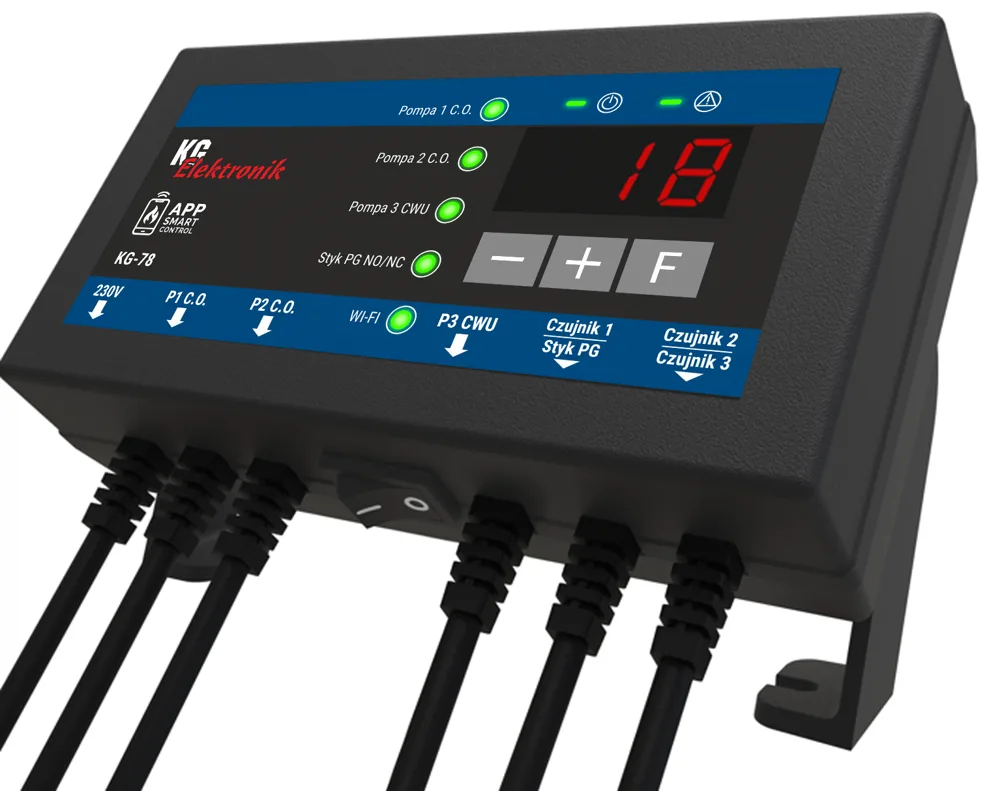 Pompa 1 C.O.
KG
Elektronik
Pompa 2 C.O.
18
APP
SMART
CONTROL
Pompa 3 CWU
KG-78
Styk PG NO/NC
− + F
230V
P1 C.O.
P2 C.O.
WI-FI
P3 CWU
Czujnik 1
Styk PG
Czujnik 2
Czujnik 3